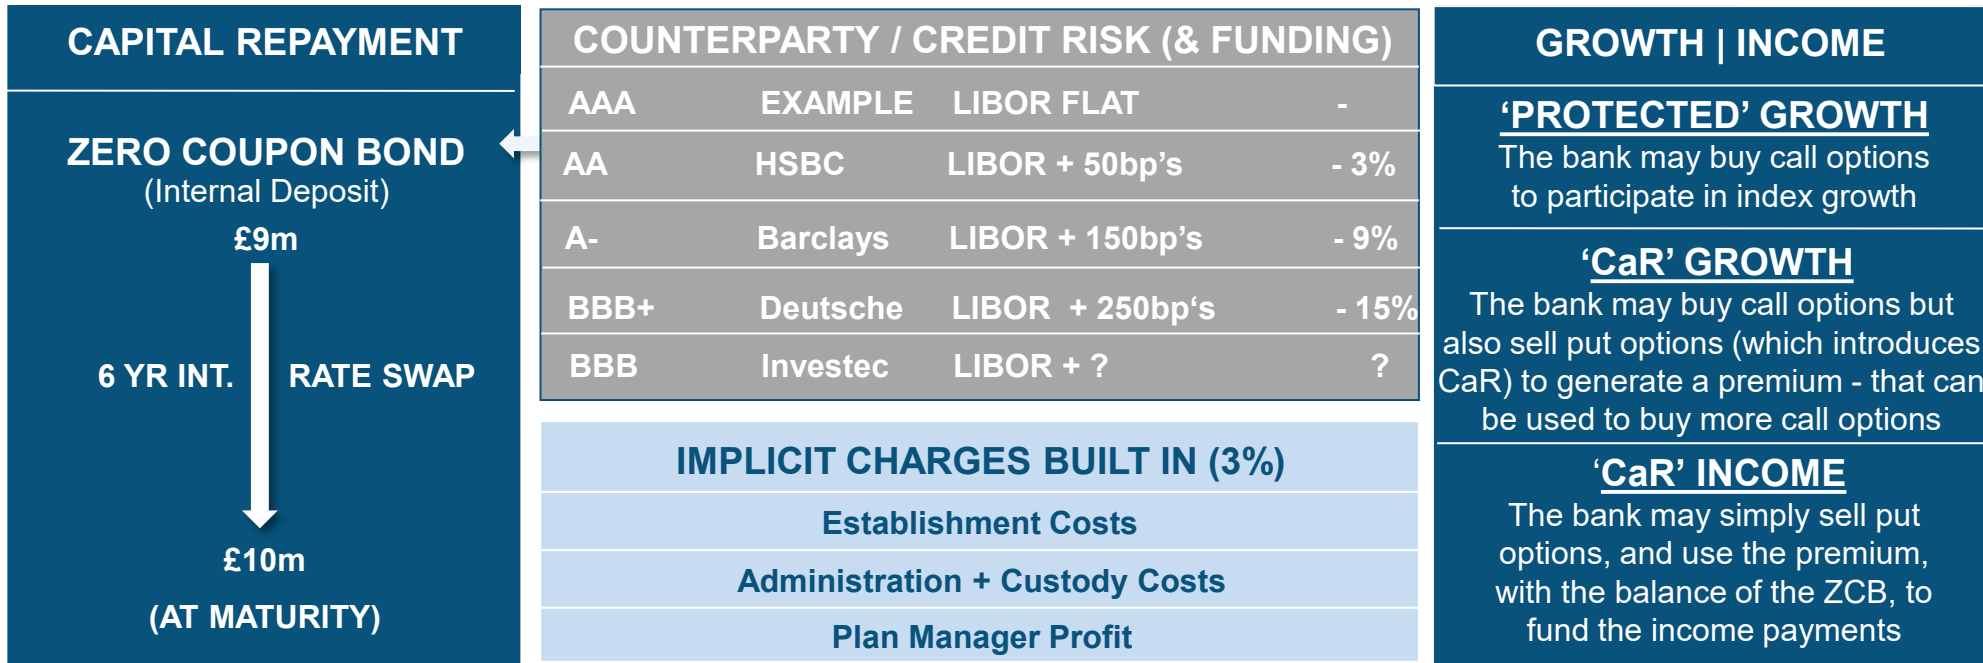 CAPITAL REPAYMENT
ZERO COUPON BOND
(Internal Deposit)
£9m
6 YR INT. RATE SWAP
£10m
(AT MATURITY)
COUNTERPARTY / CREDIT RISK (& FUNDING)
AAA EXAMPLE LIBOR FLAT -
AA HSBC LIBOR + 50bp's - 3%
A- Barclays LIBOR + 150bp's - 9%
BBB+ Deutsche LIBOR + 250bp‘s - 15%
BBB Investec LIBOR + ? ?
IMPLICIT CHARGES BUILT IN (3%)
Establishment Costs
Administration + Custody Costs
Plan Manager Profit
GROWTH | INCOME
‘PROTECTED’ GROWTH
The bank may buy call options
to participate in index growth
‘CaR’ GROWTH
The bank may buy call options but
also sell put options (which introduces
CaR) to generate a premium - that can
be used to buy more call options
‘CaR’ INCOME
The bank may simply sell put
options, and use the premium,
with the balance of the ZCB, to
fund the income payments